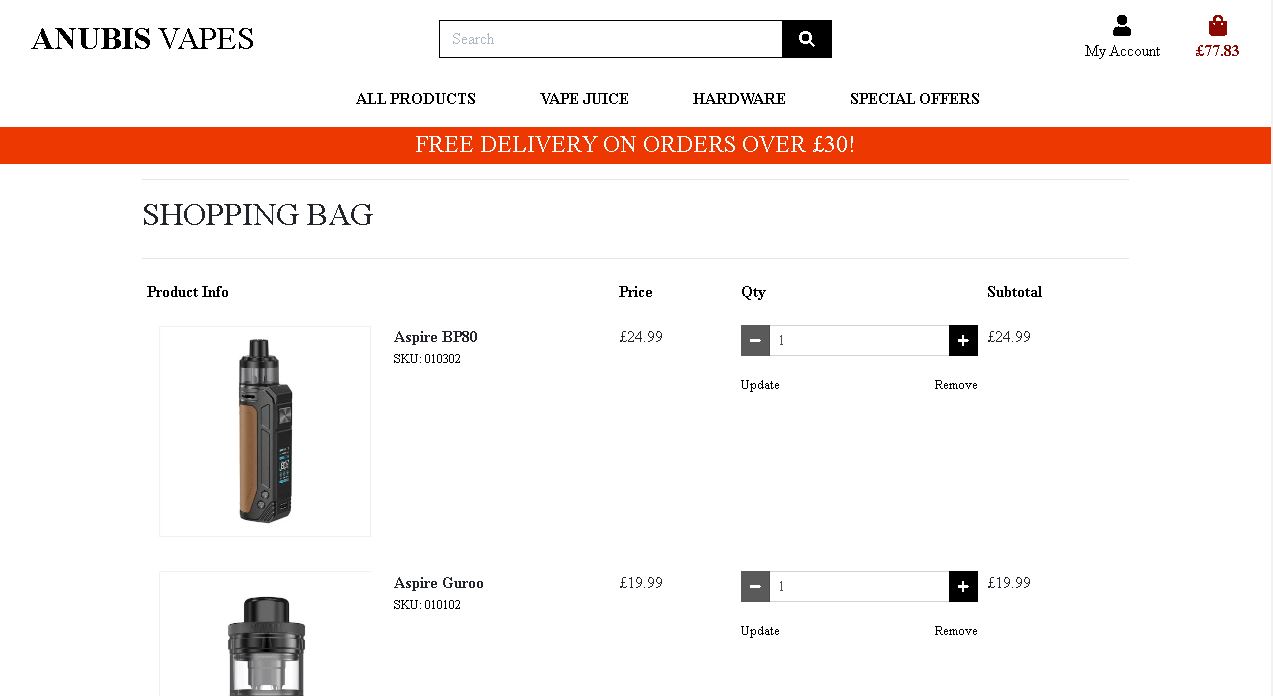 ANUBIS VAPES
Search
My Account
£77.83
ALL PRODUCTS
VAPE JUICE
HARDWARE
SPECIAL OFFERS
FREE DELIVERY ON ORDERS OVER £30!
SHOPPING BAG
Product Info
Price
Qty
Subtotal
Aspire BP80
SKU: 010302
£24.99
1
£24.99
Update
Remove
Aspire Guroo
SKU: 010102
£19.99
1
£19.99
Update
Remove